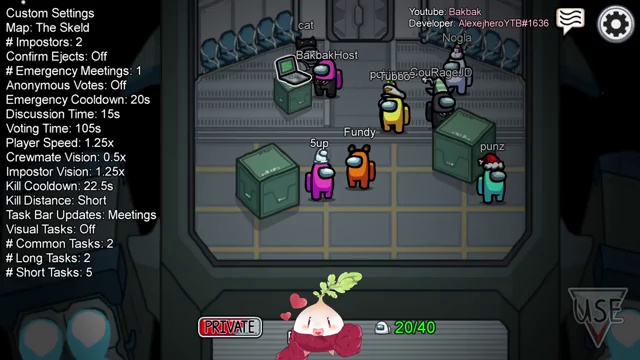 Custom Settings
Map: The Skeld
# Impostors: 2
Confirm Ejects: Off
# Emergency Meetings: 1
Anonymous Votes: Off
Emergency Cooldown: 20s
Discussion Time: 15s
Voting Time: 105s
Player Speed: 1.25x
Crewmate Vision: 0.5x
Impostor Vision: 1.25x
Kill Cooldown: 22.5s
Kill Distance: Short
Task Bar Updates: Meetings
Visual Tasks: Off
# Common Tasks: 2
# Long Tasks: 2
# Short Tasks: 5
Youtube: Bakbak
Developer: AlexejheroYTB#1636
cat
Nogla
BakbakHost
Tubbo
CouRageJD
Fundy
5up
punz
PRIVATE
20/40
USE